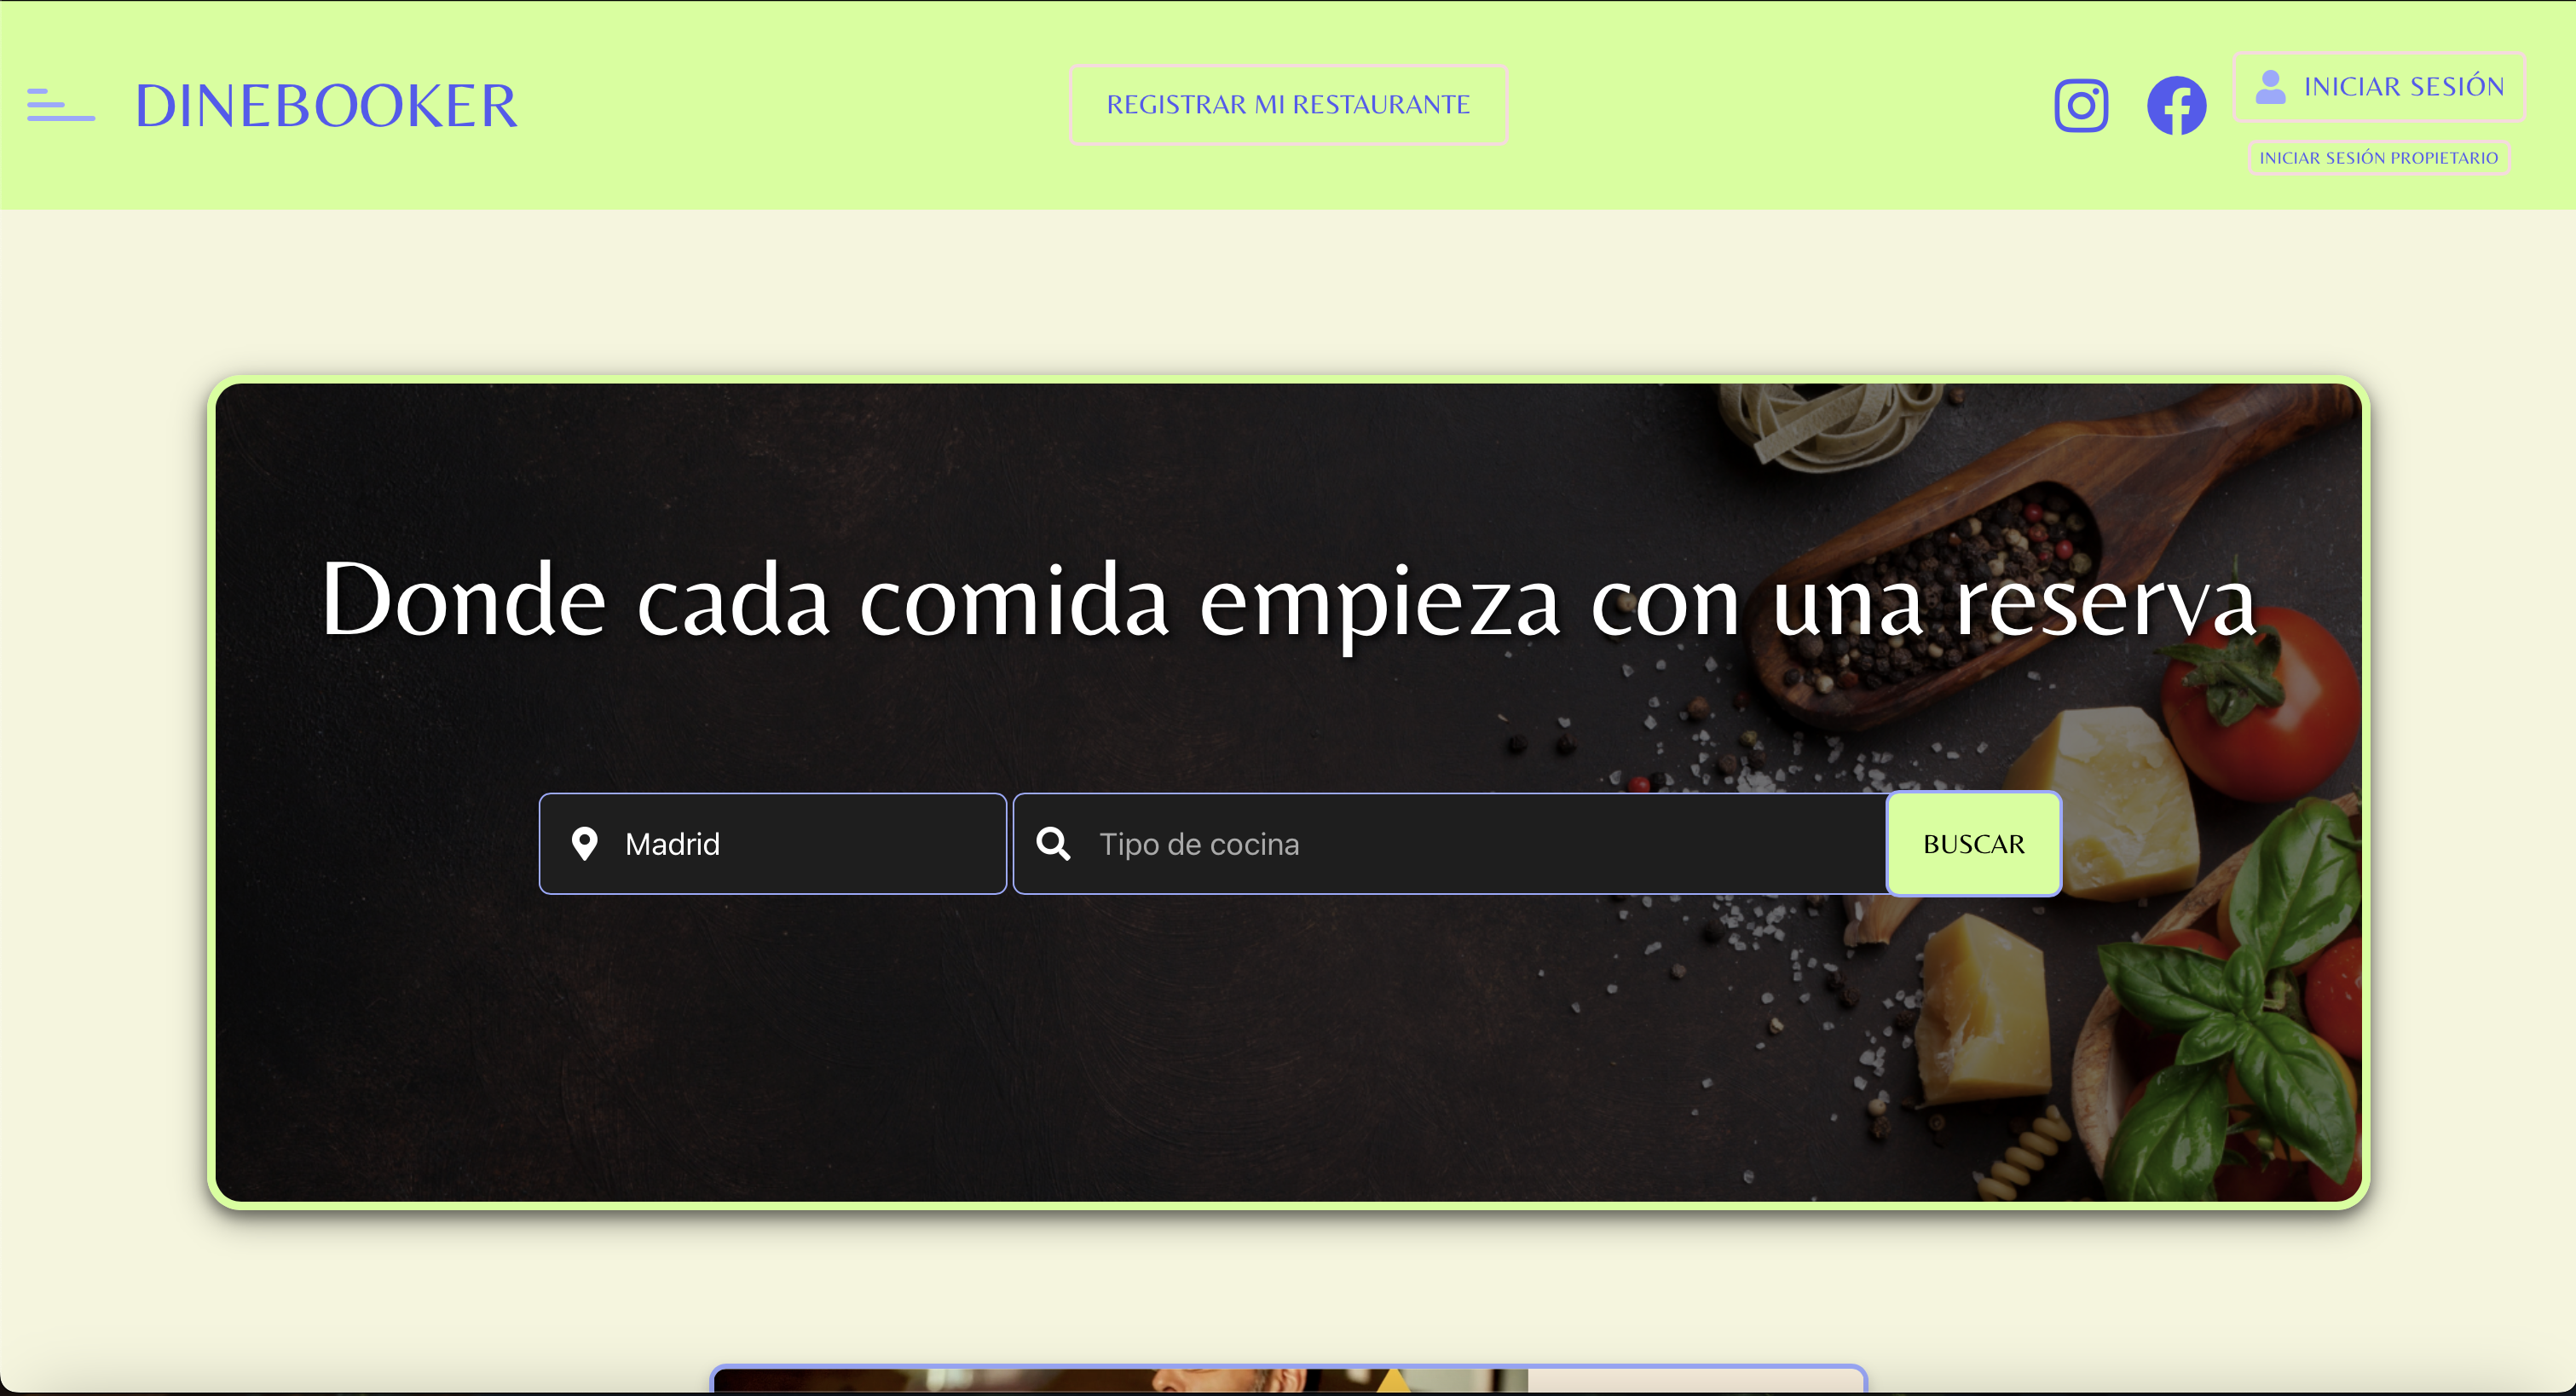 DINEBOOKER
REGISTRAR MI RESTAURANTE
INICIAR SESIÓN
INICIAR SESIÓN PROPIETARIO
Donde cada comida empieza con una reserva
Madrid
Tipo de cocina
BUSCAR